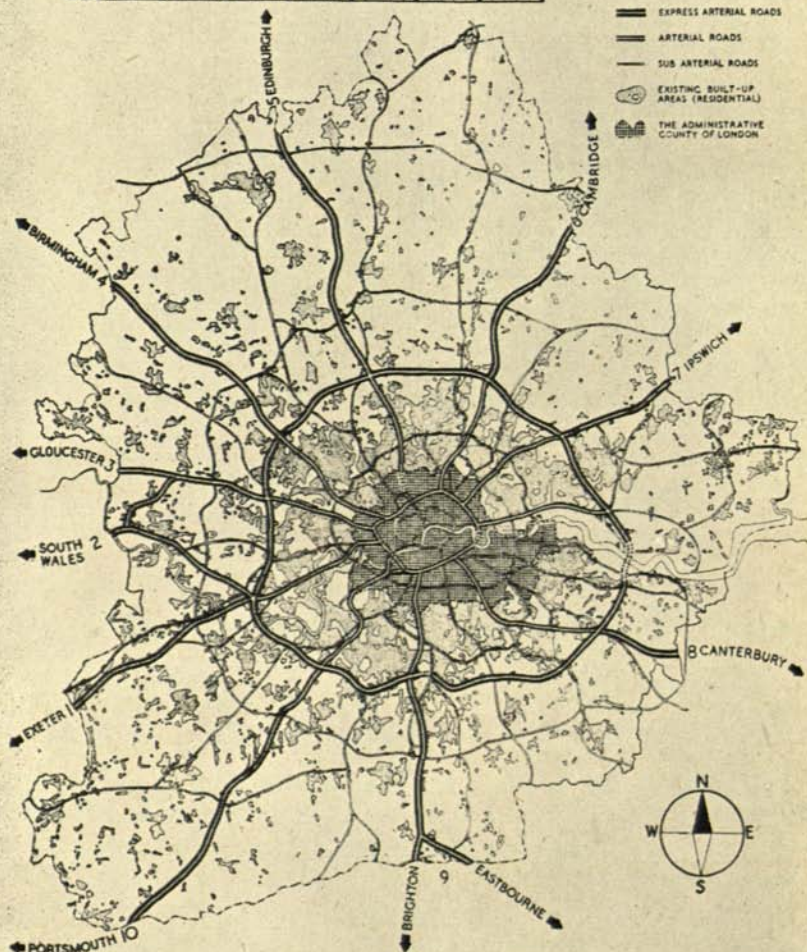 EXPRESS ARTERIAL ROADS
ARTERIAL ROADS
SUB ARTERIAL ROADS
EXISTING BUILT-UP
AREAS (RESIDENTIAL)
THE ADMINISTRATIVE
COUNTY OF LONDON
5 EDINBURGH
6 CAMBRIDGE
BIRMINGHAM 4
7 IPSWICH
GLOUCESTER 3
SOUTH 2
WALES
8 CANTERBURY
EXETER 1
N
W E
S
BRIGHTON
9
EASTBOURNE
PORTSMOUTH 10